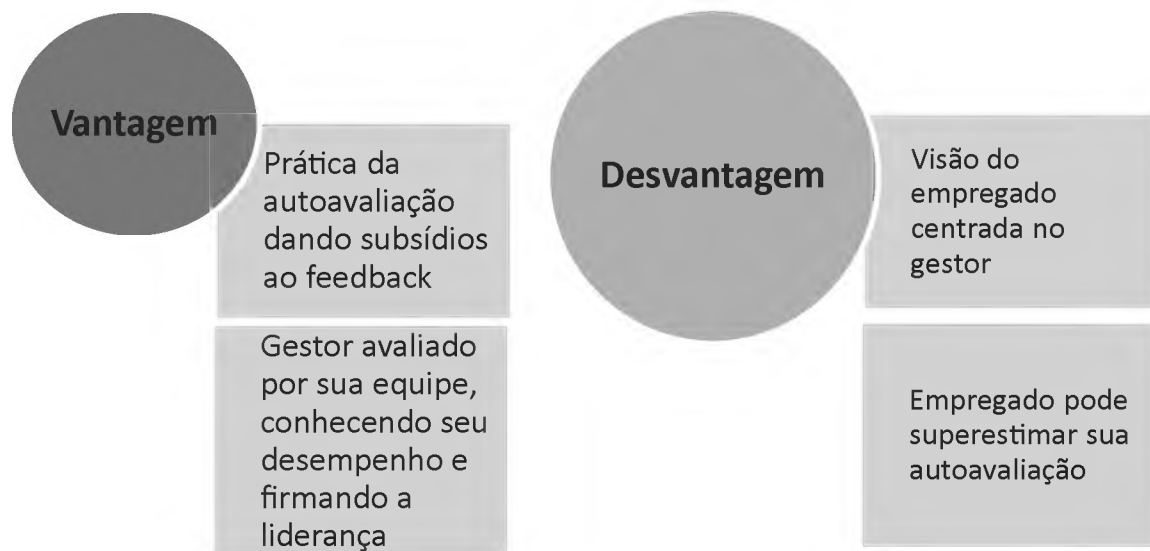 Vantagem
Prática da
autoavaliação
dando subsídios
ao feedback
Gestor avaliado
por sua equipe,
conhecendo seu
desempenho e
firmando a
liderança
Desvantagem
Visão do
empregado
centrada no
gestor
Empregado pode
superestimar sua
autoavaliação